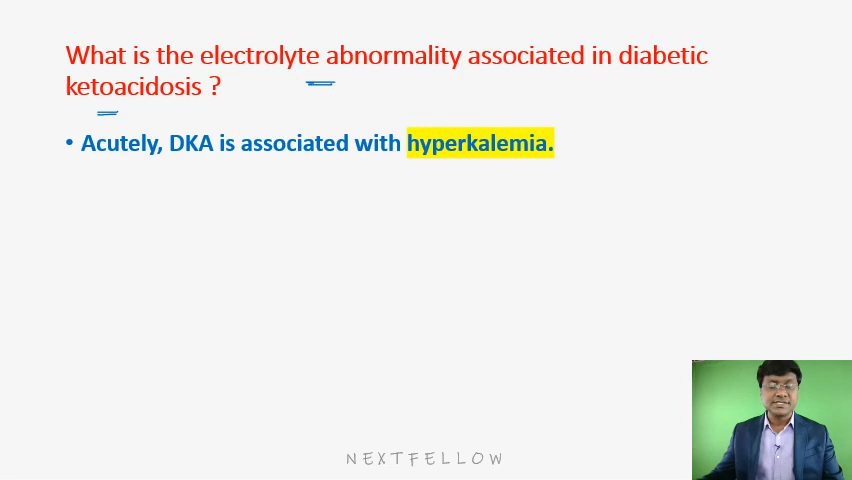 What is the electrolyte abnormality associated in diabetic
ketoacidosis ?
• Acutely, DKA is associated with hyperkalemia.
NEXTFELLOW